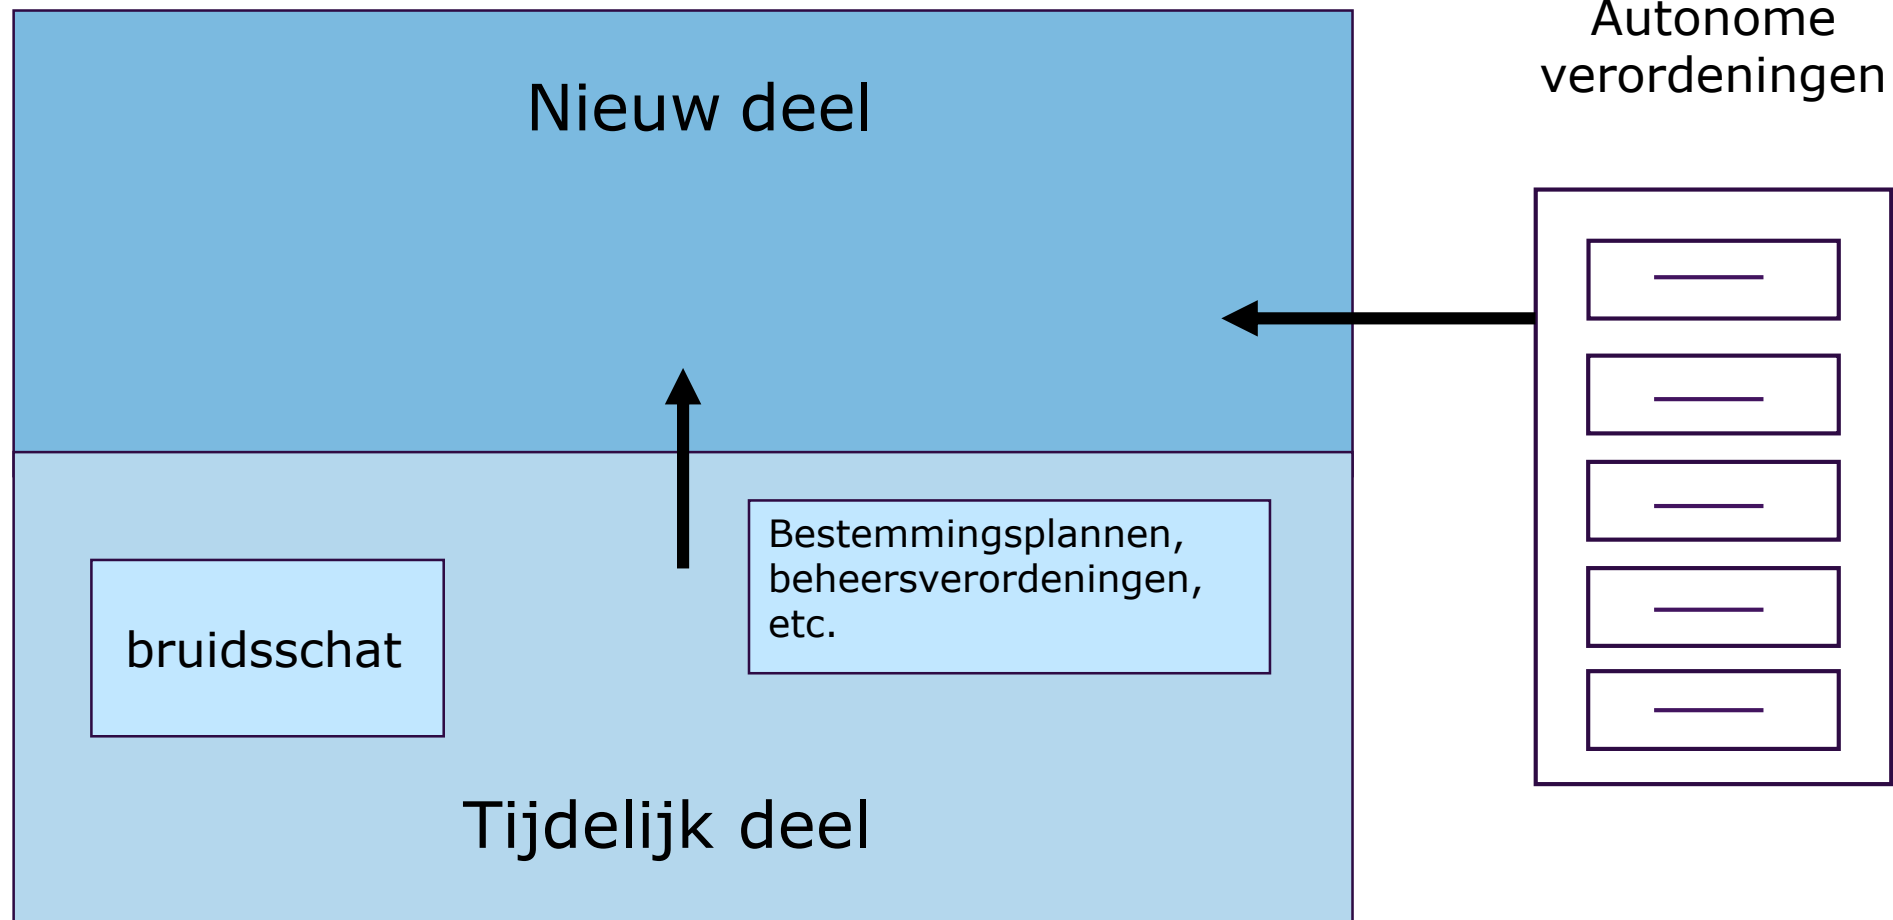 Autonome
verordeningen
Nieuw deel
Bestemmingsplannen,
beheersverordeningen,
etc.
bruidsschat
Tijdelijk deel